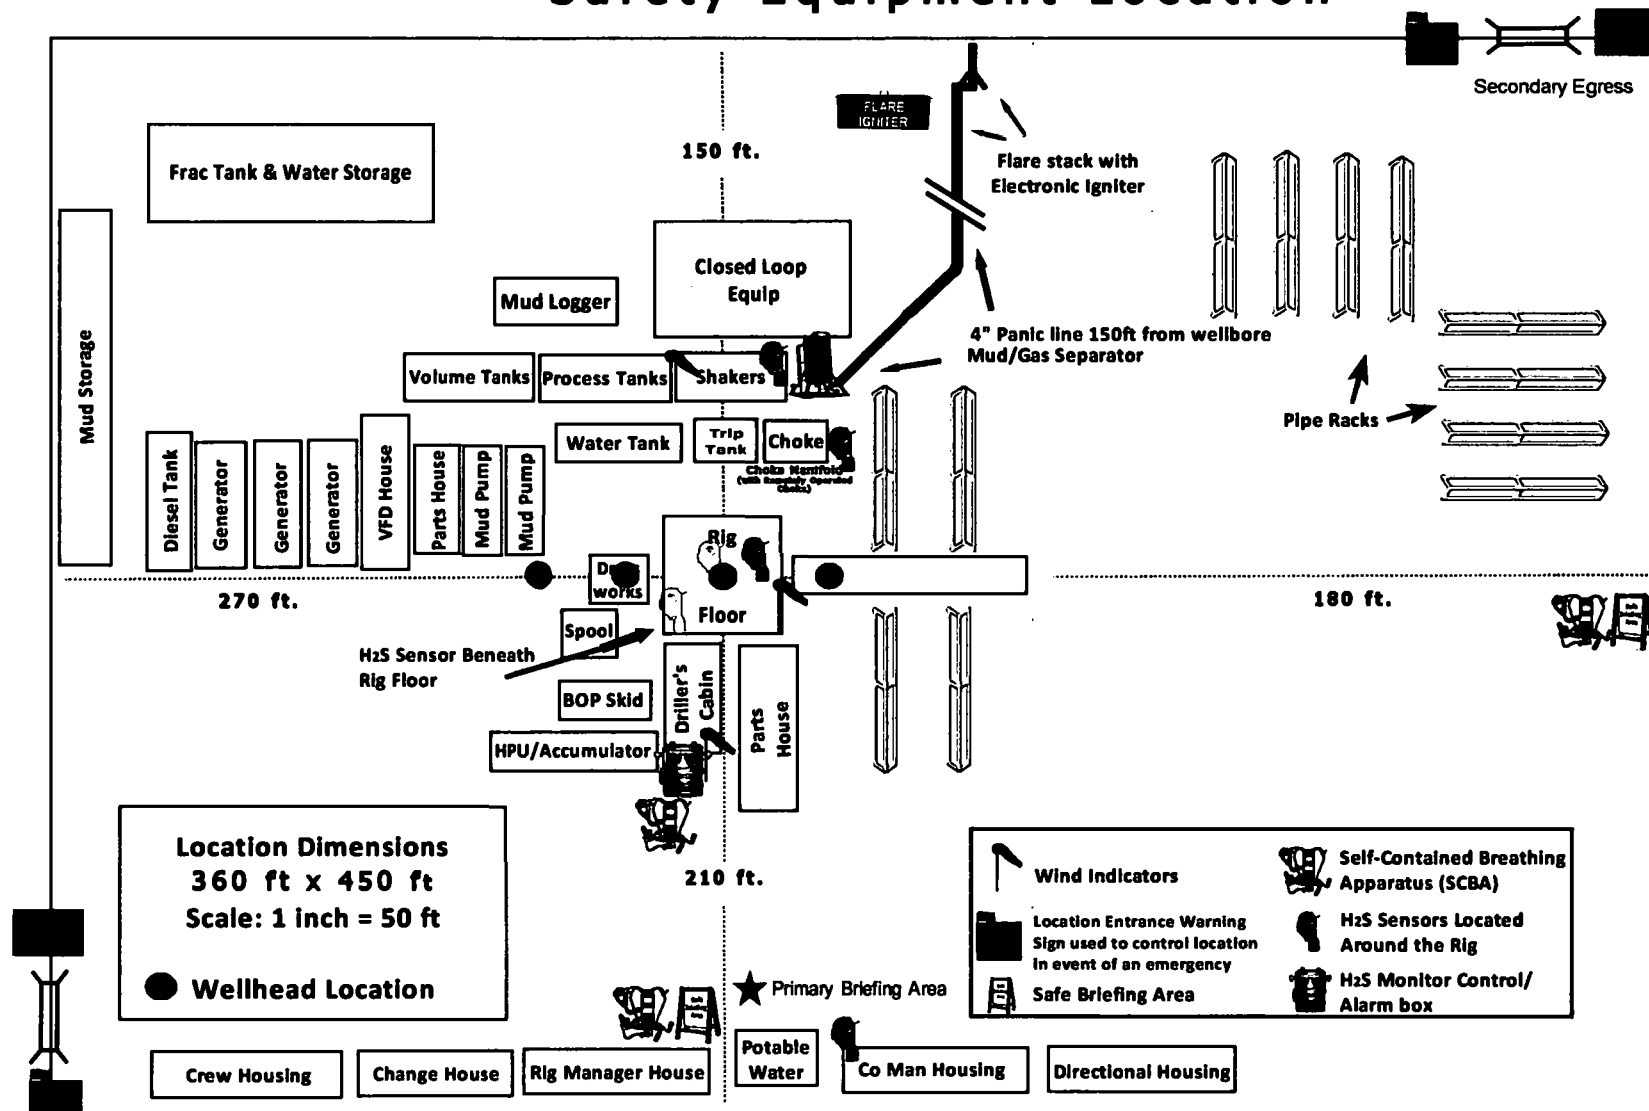 Safety Equipment Location
Secondary Egress
FLARE
IGNITER
150 ft.
Flare stack with
Electronic Igniter
Frac Tank & Water Storage
Closed Loop
Equip
Mud Logger
4" Panic line 150ft from wellbore
Mud/Gas Separator
Mud Storage
Volume Tanks
Process Tanks
Shakers
Pipe Racks
Water Tank
Trip
Tank
Choke
Choke Manifold
(with Remotely Operated
Choke)
Diesel Tank
Generator
Generator
Generator
VFD House
Parts House
Mud Pump
Mud Pump
Rig
Floor
works
270 ft.
180 ft.
Spool
H2S Sensor Beneath
Rig Floor
BOP Skid
Driller's
Cabin
Parts
House
HPU/Accumulator
Location Dimensions
360 ft x 450 ft
Scale: 1 inch = 50 ft
Wellhead Location
210 ft.
Wind Indicators
Location Entrance Warning
Sign used to control location
in event of an emergency
Safe Briefing Area
Self-Contained Breathing
Apparatus (SCBA)
H2S Sensors Located
Around the Rig
H2S Monitor Control/
Alarm box
Primary Briefing Area
Crew Housing
Change House
Rig Manager House
Potable
Water
Co Man Housing
Directional Housing